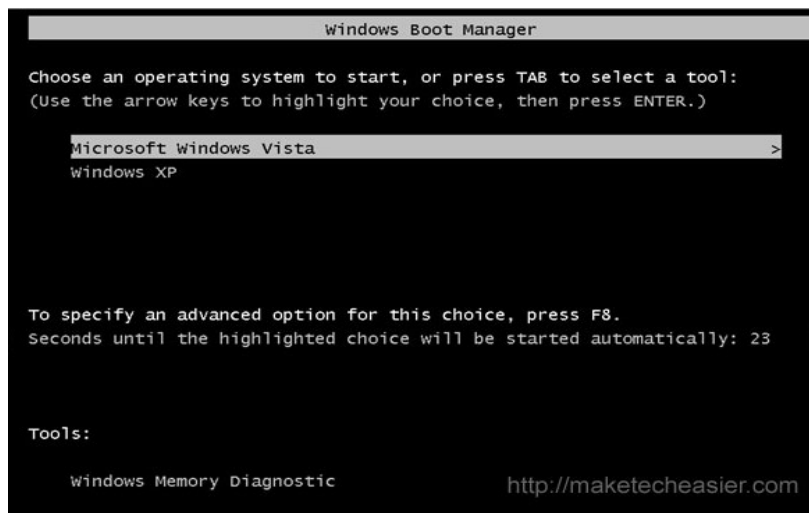 Windows Boot Manager
Choose an operating system to start, or press TAB to select a tool:
(Use the arrow keys to highlight your choice, then press ENTER.)
Microsoft Windows Vista >
Windows XP
To specify an advanced option for this choice, press F8.
Seconds until the highlighted choice will be started automatically: 23
Tools:
Windows Memory Diagnostic
http://maketecheasier.com